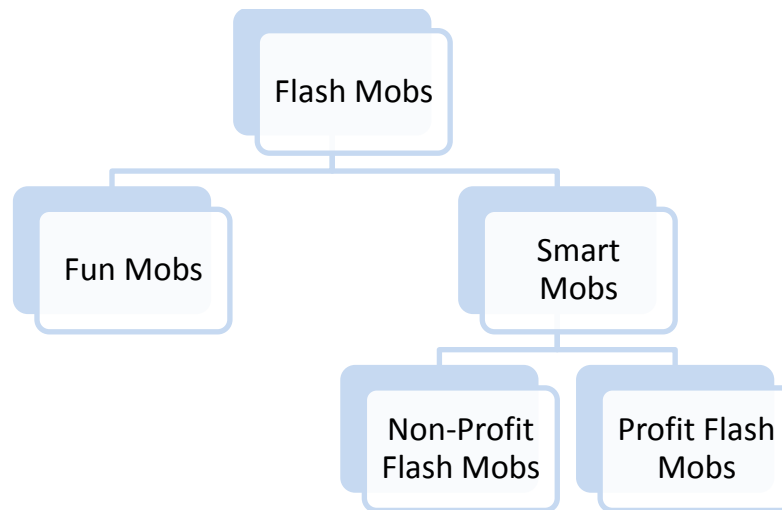 Flash Mobs
Fun Mobs
Smart
Mobs
Non-Profit
Flash Mobs
Profit Flash
Mobs